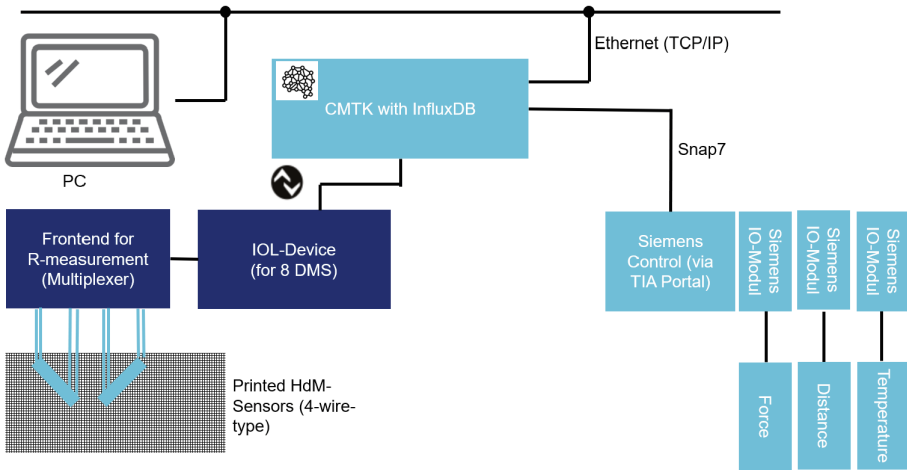 Ethernet (TCP/IP)
CMTK with InfluxDB
Snap7
PC
Frontend for
R-measurement
(Multiplexer)
IOL-Device
(for 8 DMS)
Siemens
Control (via
TIA Portal)
Siemens
IO-Modul
Siemens
IO-Modul
Siemens
IO-Modul
Printed HdM-
Sensors (4-wire-
type)
Force
Distance
Temperature